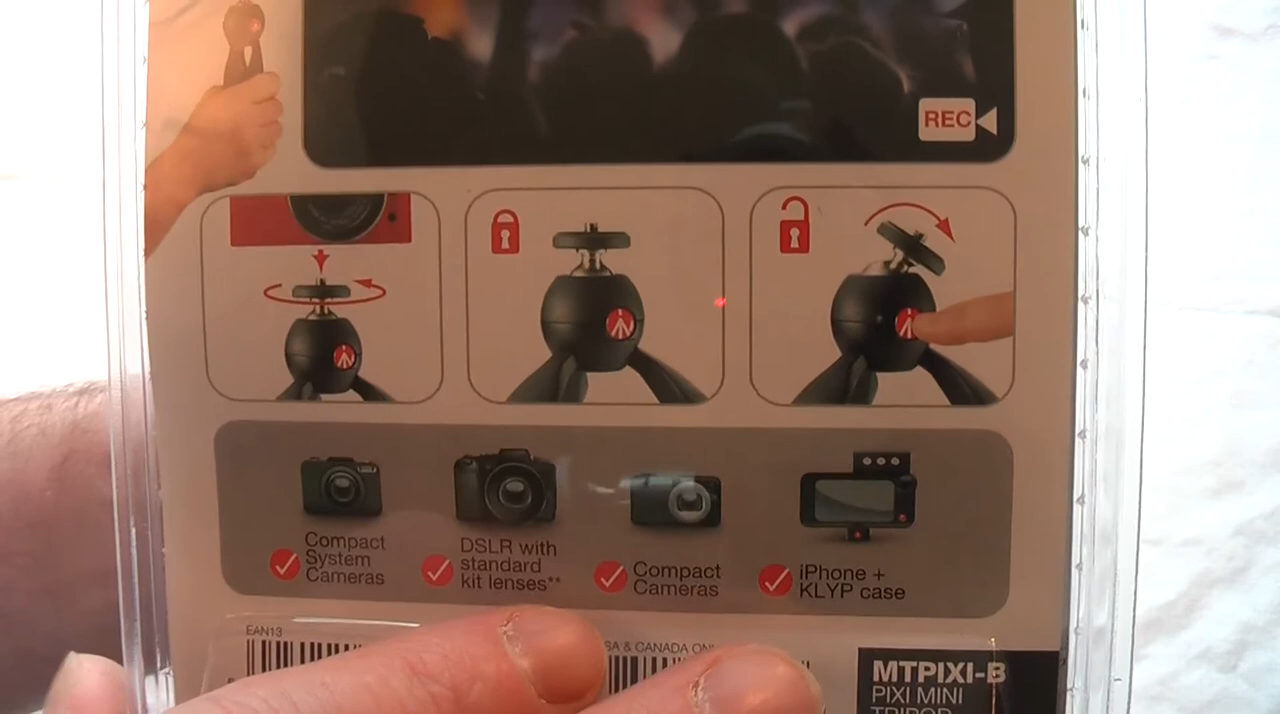 REC
Compact
System
Cameras
DSLR with
standard
kit lenses**
Compact
Cameras
iPhone +
KLYP case
EAN13
SA & CANADA
MTPIXI-B
PIXI MINI
TRIPOD